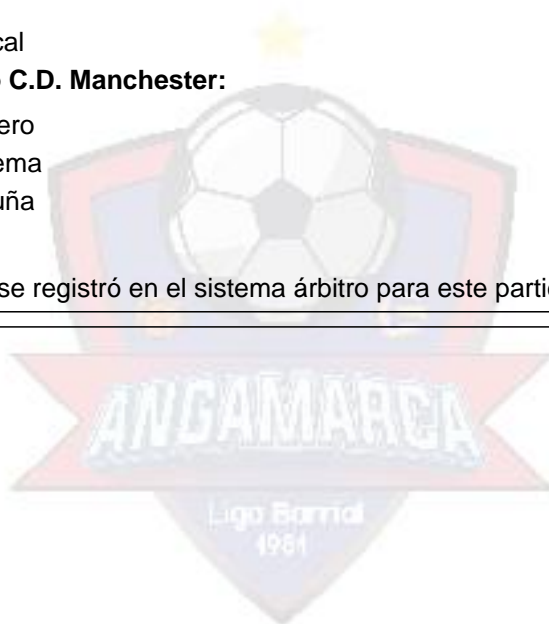 cal
o C.D. Manchester:
ero
ema
uña
se registró en el sistema árbitro para este parti
ANGAMARCA
Liga Barrial
1981